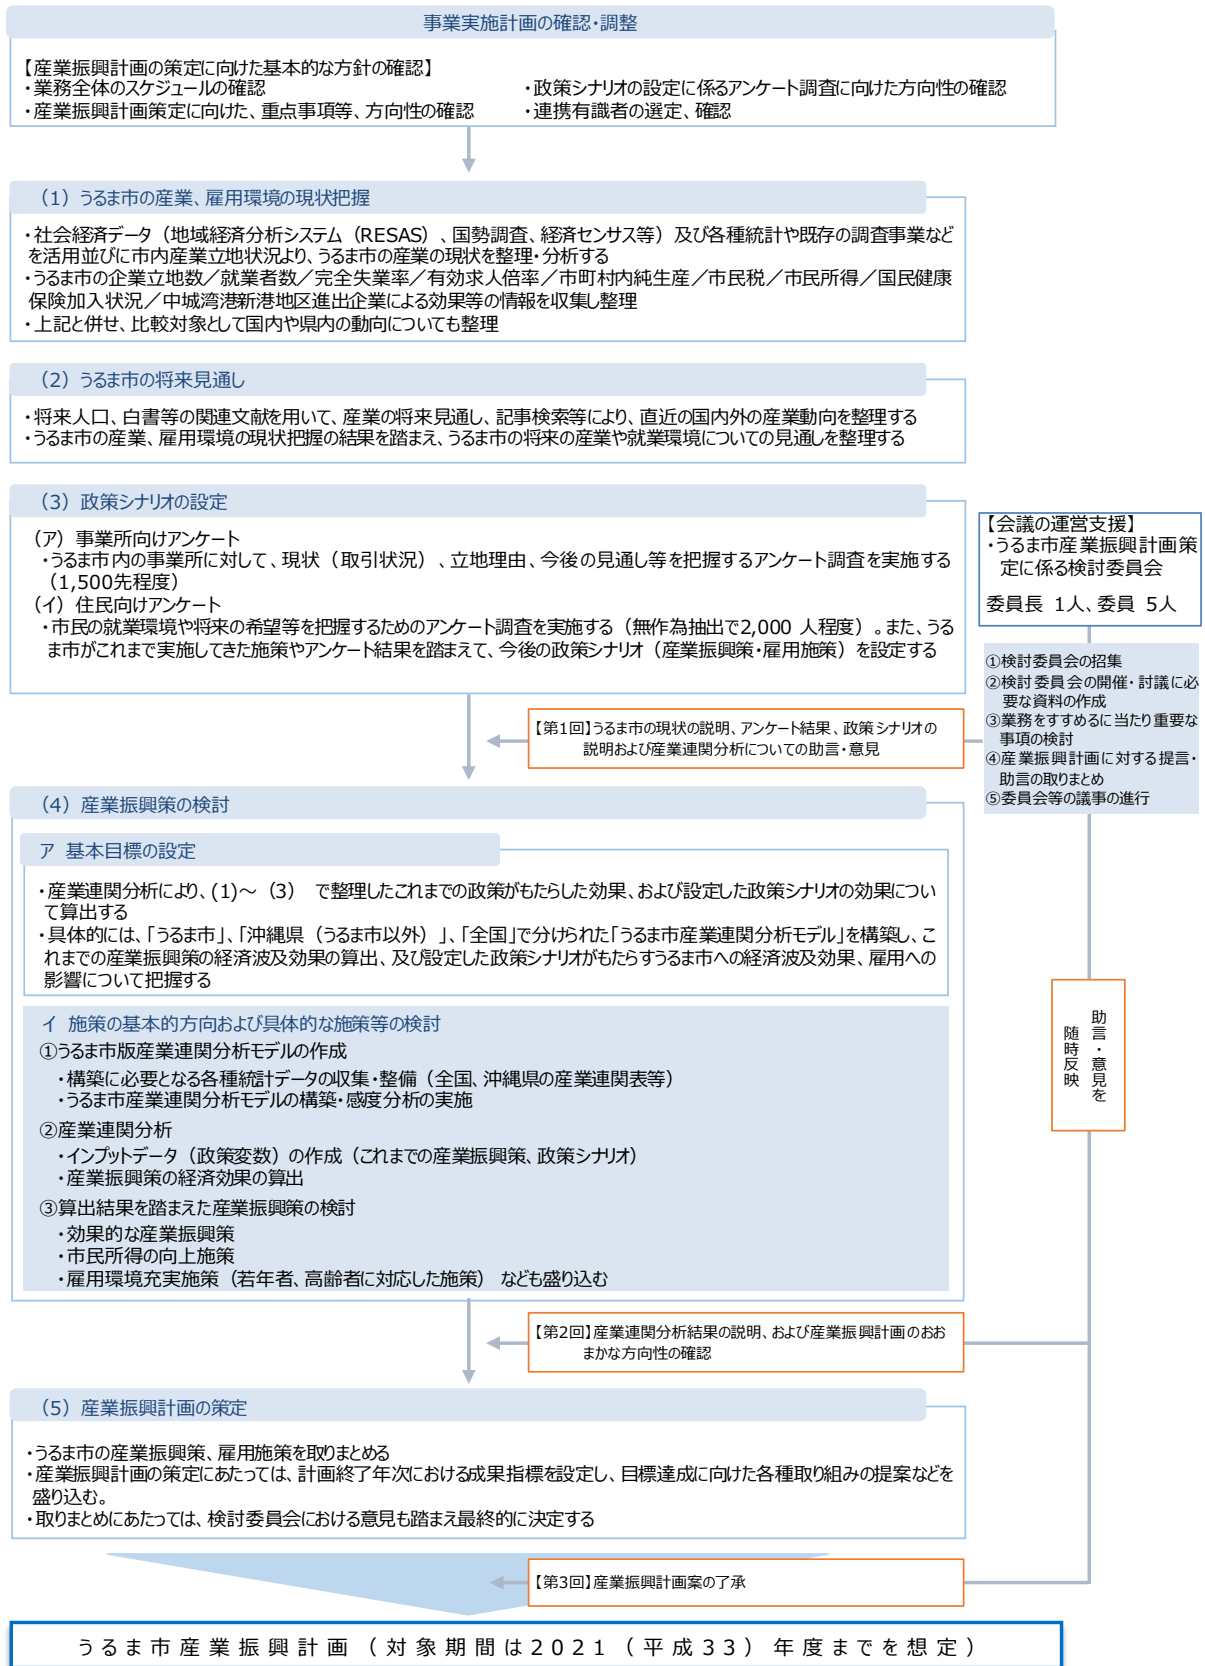 事業実施計画の確認・調整
【産業振興計画の策定に向けた基本的な方針の確認】
・業務全体のスケジュールの確認
・産業振興計画策定に向けた、重点事項等、方向性の確認
・政策シナリオの設定に係るアンケート調査に向けた方向性の確認
・連携有識者の選定、確認
(1) うるま市の産業、雇用環境の現状把握
・社会経済データ（地域経済分析システム（RESAS）、国勢調査、経済センサス等）及び各種統計や既存の調査事業など
を活用並びに市内産業立地状況より、うるま市の産業の現状を整理・分析する
・うるま市の企業立地数／就業者数／完全失業率／有効求人倍率／市町村内純生産／市民税／市民所得／国民健康
保険加入状況／中城湾港新港地区進出企業による効果等の情報を収集し整理
・上記と併せ、比較対象として国内や県内の動向についても整理
(2) うるま市の将来見通し
・将来人口、白書等の関連文献を用いて、産業の将来見通し、記事検索等により、直近の国内外の産業動向を整理する
・うるま市の産業、雇用環境の現状把握の結果を踏まえ、うるま市の将来の産業や就業環境についての見通しを整理する
(3) 政策シナリオの設定
(ア) 事業所向けアンケート
・うるま市内の事業所に対して、現状（取引状況）、立地理由、今後の見通し等を把握するアンケート調査を実施する
（1,500先程度）
(イ) 住民向けアンケート
・市民の就業環境や将来の希望等を把握するためのアンケート調査を実施する（無作為抽出で2,000 人程度）。また、うる
ま市がこれまで実施してきた施策やアンケート結果を踏まえて、今後の政策シナリオ（産業振興策・雇用施策）を設定する
【会議の運営支援】
・うるま市産業振興計画策
定に係る検討委員会
委員長 1人、委員 5人
①検討委員会の招集
②検討委員会の開催・討議に必
要な資料の作成
③業務をすすめるに当たり重要な
事項の検討
④産業振興計画に対する提言・
助言の取りまとめ
⑤委員会等の議事の進行
【第1回】うるま市の現状の説明、アンケート結果、政策シナリオの
説明および産業連関分析についての助言・意見
(4) 産業振興策の検討
ア 基本目標の設定
・産業連関分析により、(1)～（3） で整理したこれまでの政策がもたらした効果、および設定した政策シナリオの効果につい
て算出する
・具体的には、「うるま市」、「沖縄県（うるま市以外）」、「全国」で分けられた「うるま市産業連関分析モデル」を構築し、こ
れまでの産業振興策の経済波及効果の算出、及び設定した政策シナリオがもたらすうるま市への経済波及効果、雇用への
影響について把握する
イ 施策の基本的方向および具体的な施策等の検討
①うるま市版産業連関分析モデルの作成
・構築に必要となる各種統計データの収集・整備（全国、沖縄県の産業連関表等）
・うるま市産業連関分析モデルの構築・感度分析の実施
②産業連関分析
・インプットデータ（政策変数）の作成（これまでの産業振興策、政策シナリオ）
・産業振興策の経済効果の算出
③算出結果を踏まえた産業振興策の検討
・効果的な産業振興策
・市民所得の向上施策
・雇用環境充実施策（若年者、高齢者に対応した施策） なども盛り込む
助言・意見を
随時反映
【第2回】産業連関分析結果の説明、および産業振興計画のおお
まかな方向性の確認
(5) 産業振興計画の策定
・うるま市の産業振興策、雇用施策を取りまとめる
・産業振興計画の策定にあたっては、計画終了年次における成果指標を設定し、目標達成に向けた各種取り組みの提案などを
盛り込む。
・取りまとめにあたっては、検討委員会における意見も踏まえ最終的に決定する
【第3回】産業振興計画案の了承
うるま市産業振興計画（対象期間は2021（平成33）年度までを想定）